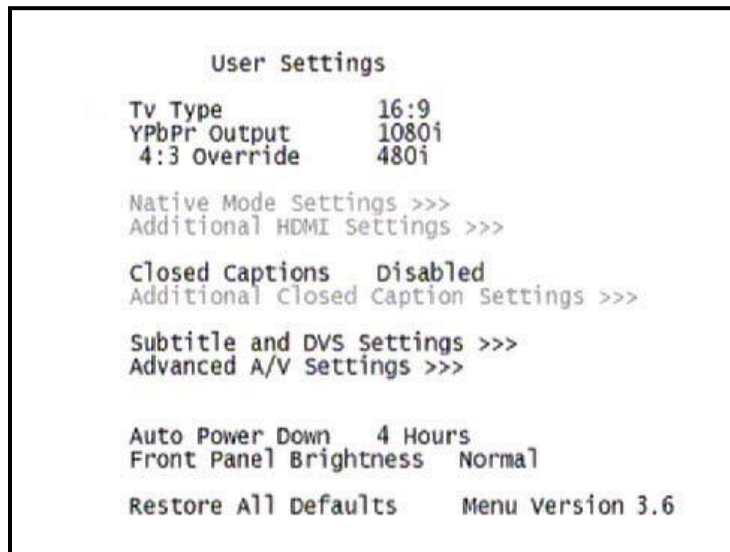 User Settings
Tv Type 16:9
YPbPr Output 1080i
4:3 Override 480i
Native Mode Settings >>>
Additional HDMI Settings >>>
Closed Captions Disabled
Additional Closed Caption Settings >>>
Subtitle and DVS Settings >>>
Advanced A/V Settings >>>
Auto Power Down 4 Hours
Front Panel Brightness Normal
Restore All Defaults Menu Version 3.6